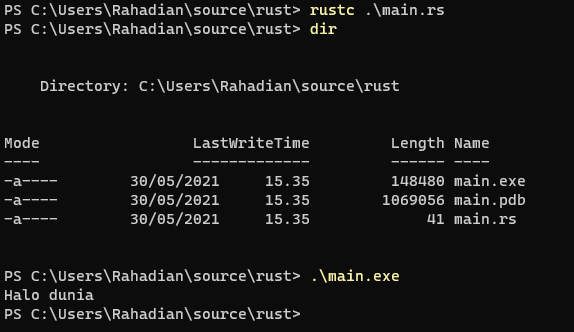 PS C:\Users\Rahadian\source\rust> rustc .\main.rs
PS C:\Users\Rahadian\source\rust> dir
Directory: C:\Users\Rahadian\source\rust
Mode LastWriteTime Length Name
---- ------------- ------ ----
-a---- 30/05/2021 15.35 148480 main.exe
-a---- 30/05/2021 15.35 1069056 main.pdb
-a---- 30/05/2021 15.35 41 main.rs
PS C:\Users\Rahadian\source\rust> .\main.exe
Halo dunia
PS C:\Users\Rahadian\source\rust>